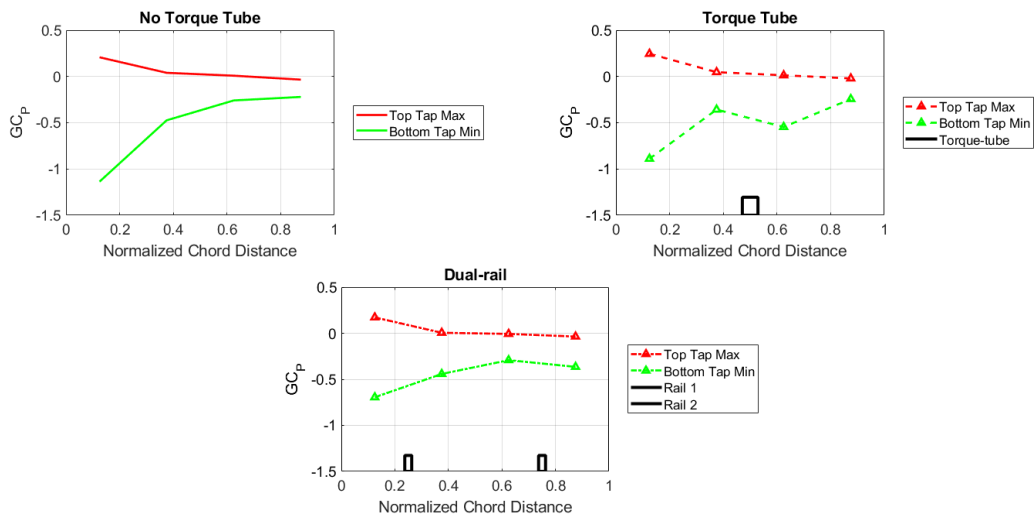 No Torque Tube
0.5
0
-0.5
-1
-1.5
GC_P
0
0.2
0.4
0.6
0.8
1
Normalized Chord Distance
Top Tap Max
Bottom Tap Min
Torque Tube
0.5
0
-0.5
-1
-1.5
GC_P
0
0.2
0.4
0.6
0.8
1
Normalized Chord Distance
Top Tap Max
Bottom Tap Min
Torque-tube
Dual-rail
0.5
0
-0.5
-1
-1.5
GC_P
0
0.2
0.4
0.6
0.8
1
Normalized Chord Distance
Top Tap Max
Bottom Tap Min
Rail 1
Rail 2